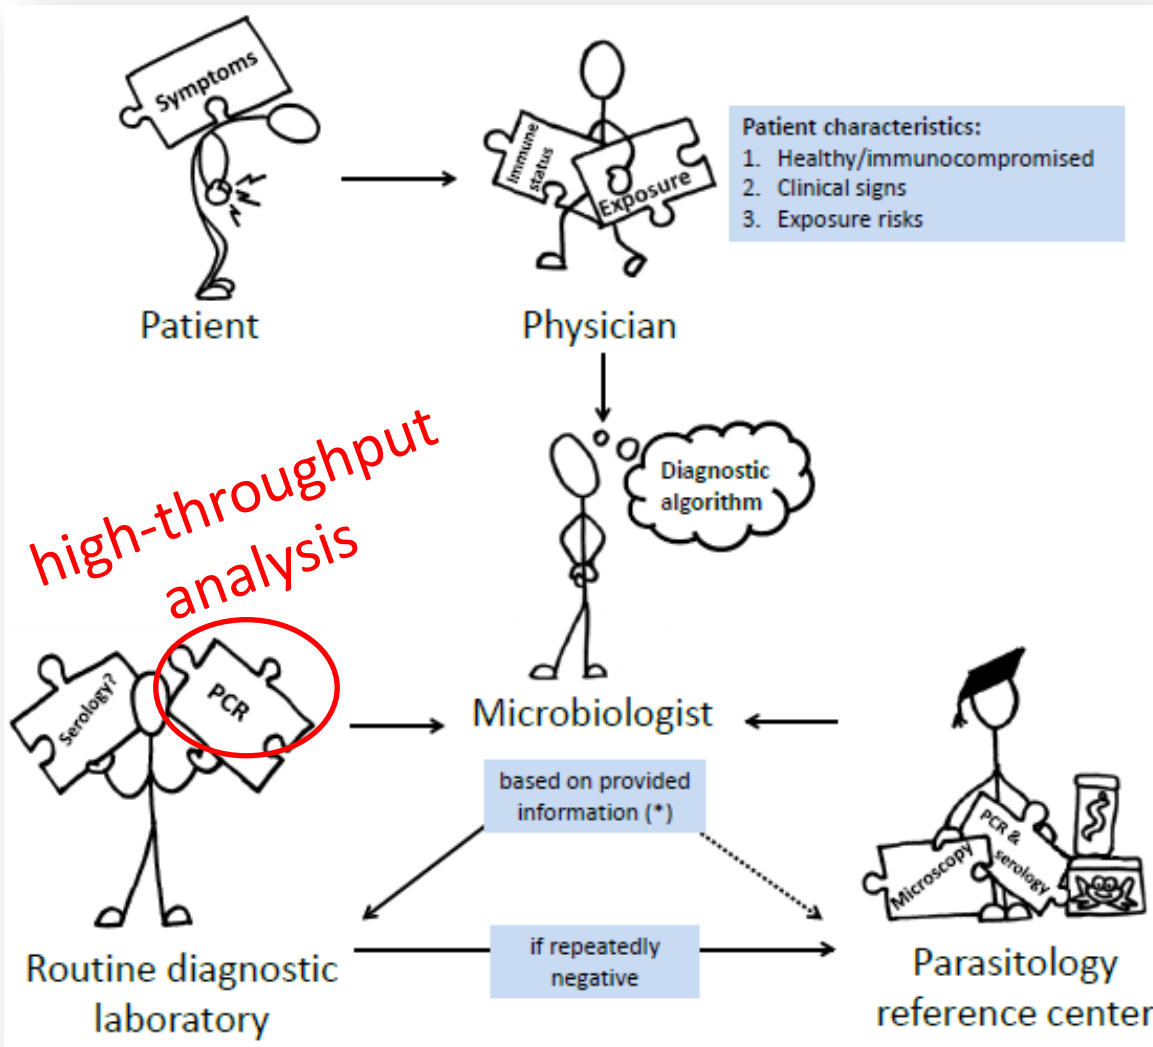 Symptoms
Immune
status
Exposure
Patient characteristics:
1. Healthy/immunocompromised
2. Clinical signs
3. Exposure risks
Patient
Physician
Diagnostic
algorithm
high-throughput
analysis
Serology?
PCR
Microbiologist
based on provided
information (*)
PCR &
serology
Microscopy
if repeatedly
negative
Routine diagnostic
laboratory
Parasitology
reference center